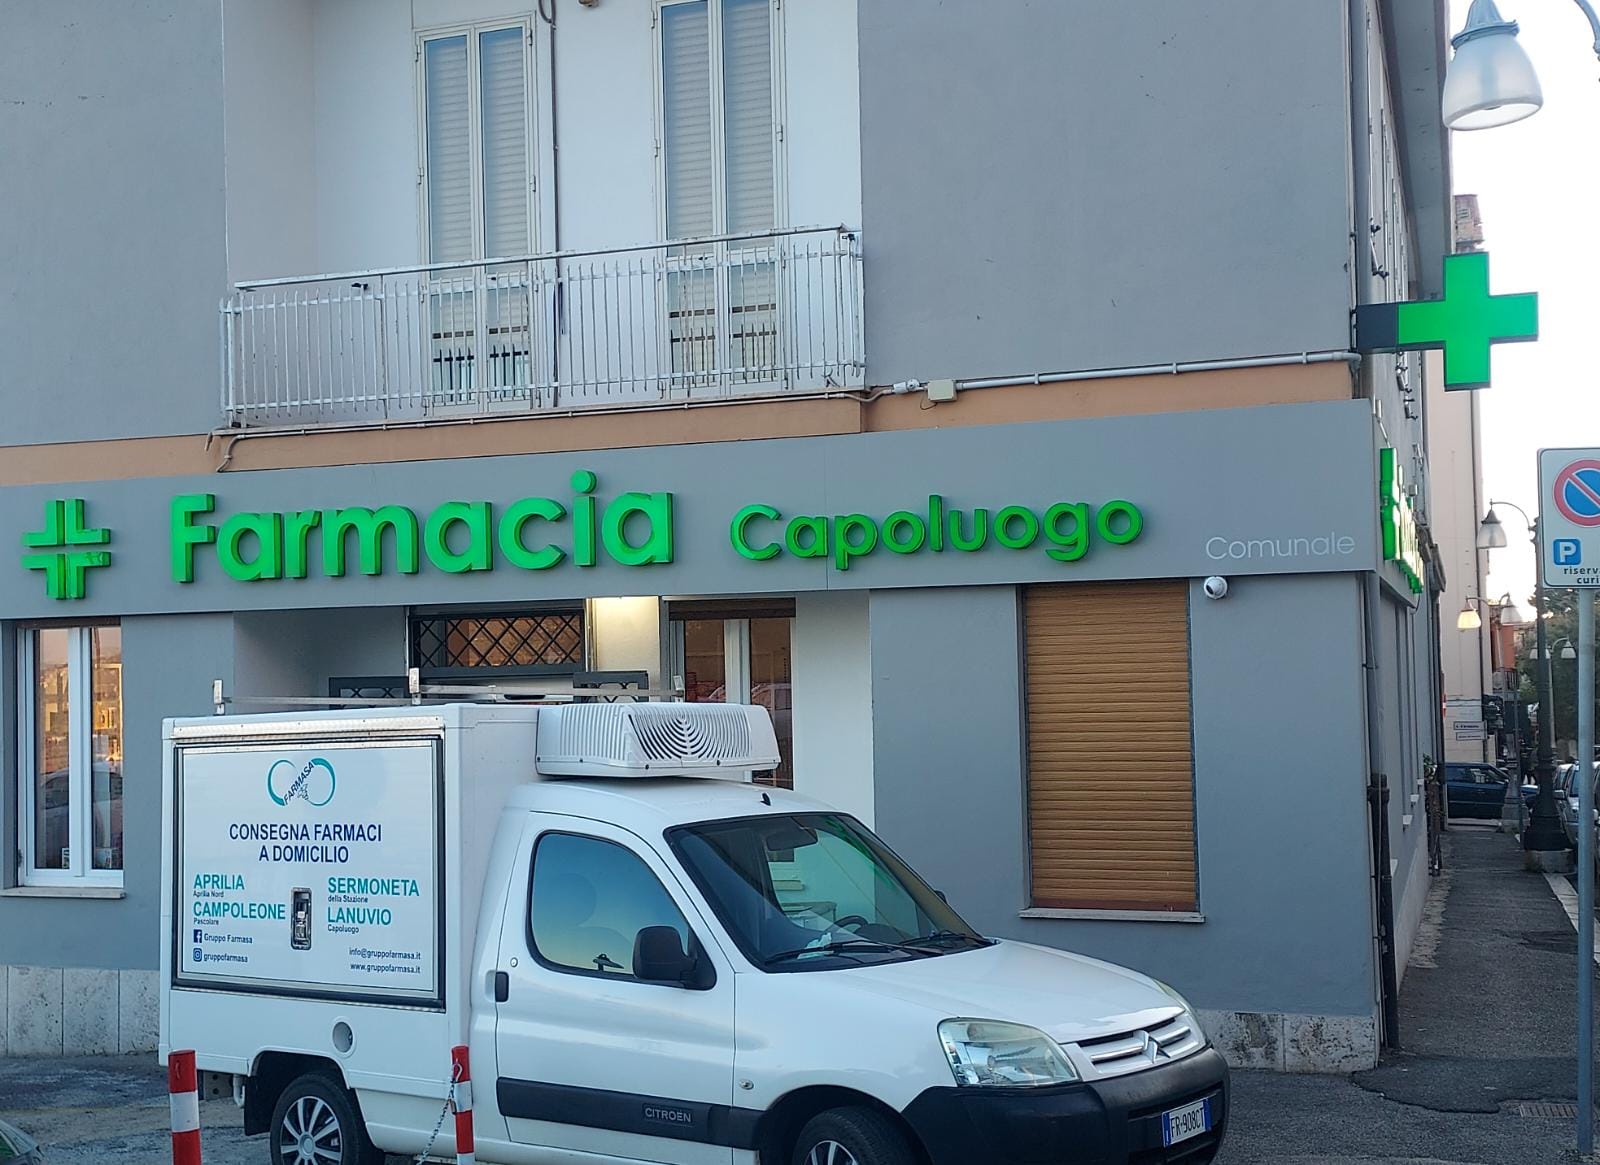 Farmacia Capoluogo
Comunale
P
FARMASA
CONSEGNA FARMACI
A DOMICILIO
APRILIA
Aprilia Nord
CAMPOLEONE
Pascolare
Gruppo Farmasa
gruppofarmasa
SERMONETA
della Stazione
LANUVIO
Capoluogo
info@gruppofarmasa.it
www.gruppofarmasa.it
CITROËN
FR·908CT